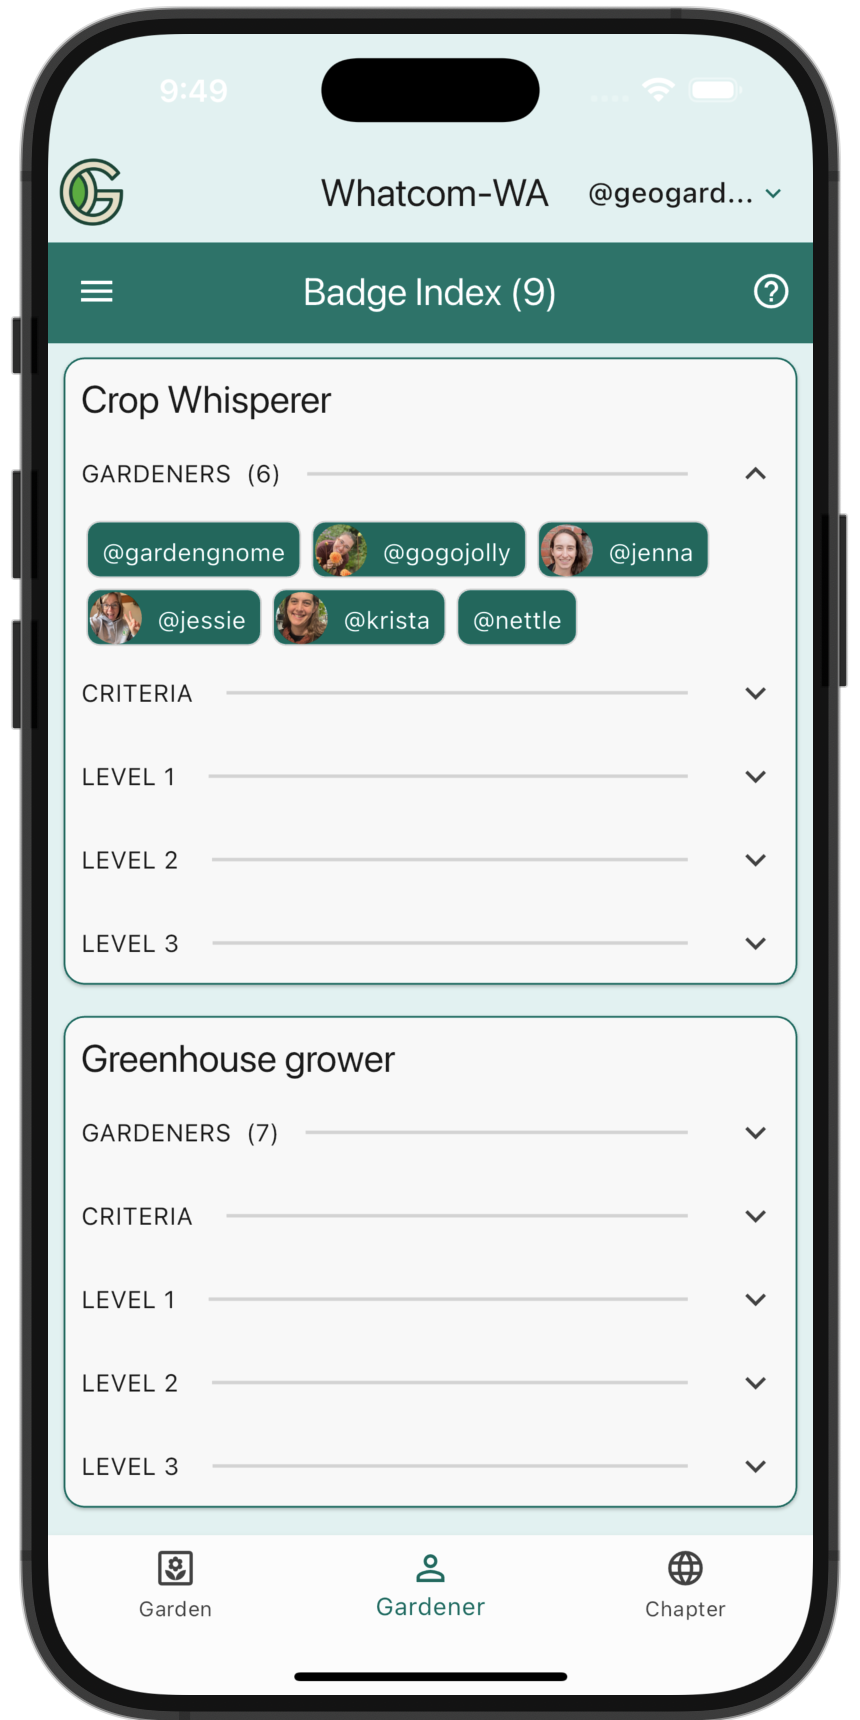 9:49
Whatcom-WA @geogard...
Badge Index (9)
Crop Whisperer
GARDENERS (6)
@gardengnome @gogojolly @jenna
@jessie @krista @nettle
CRITERIA
LEVEL 1
LEVEL 2
LEVEL 3
Greenhouse grower
GARDENERS (7)
CRITERIA
LEVEL 1
LEVEL 2
LEVEL 3
Garden Gardener Chapter